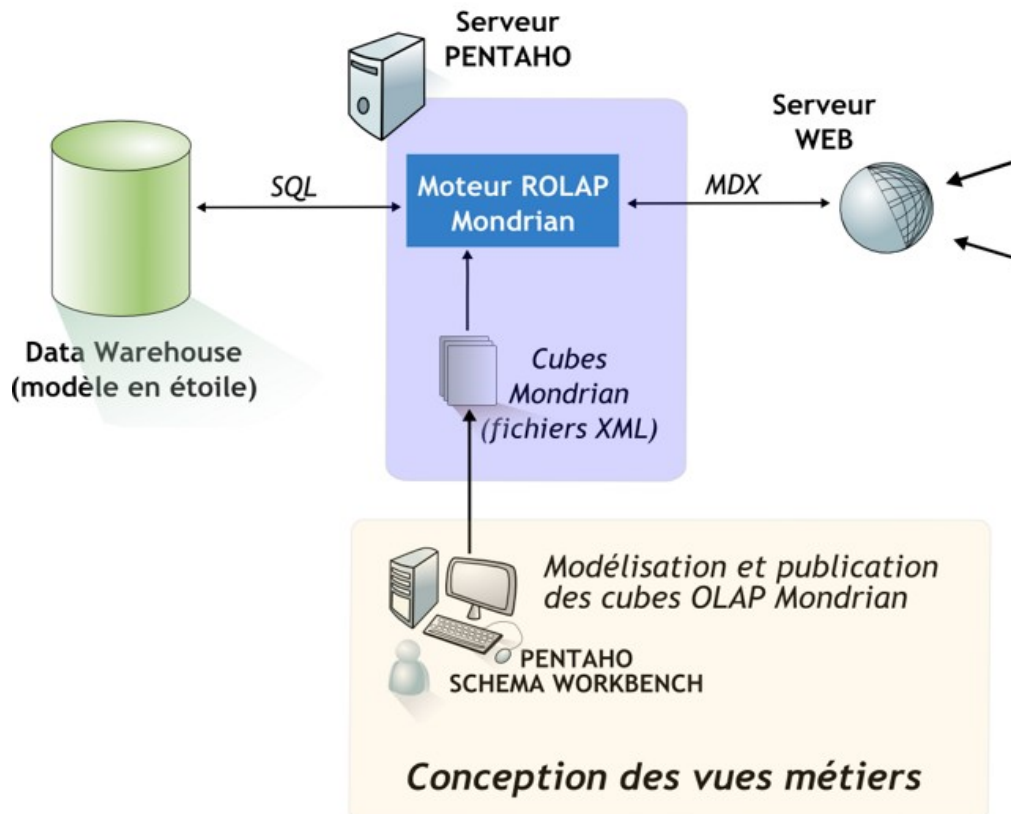 Serveur
PENTAHO
Serveur
WEB
SQL
Moteur ROLAP
Mondrian
MDX
Data Warehouse
(modèle en étoile)
Cubes
Mondrian
(fichiers XML)
Modélisation et publication
des cubes OLAP Mondrian
PENTAHO
SCHEMA WORKBENCH
Conception des vues métiers